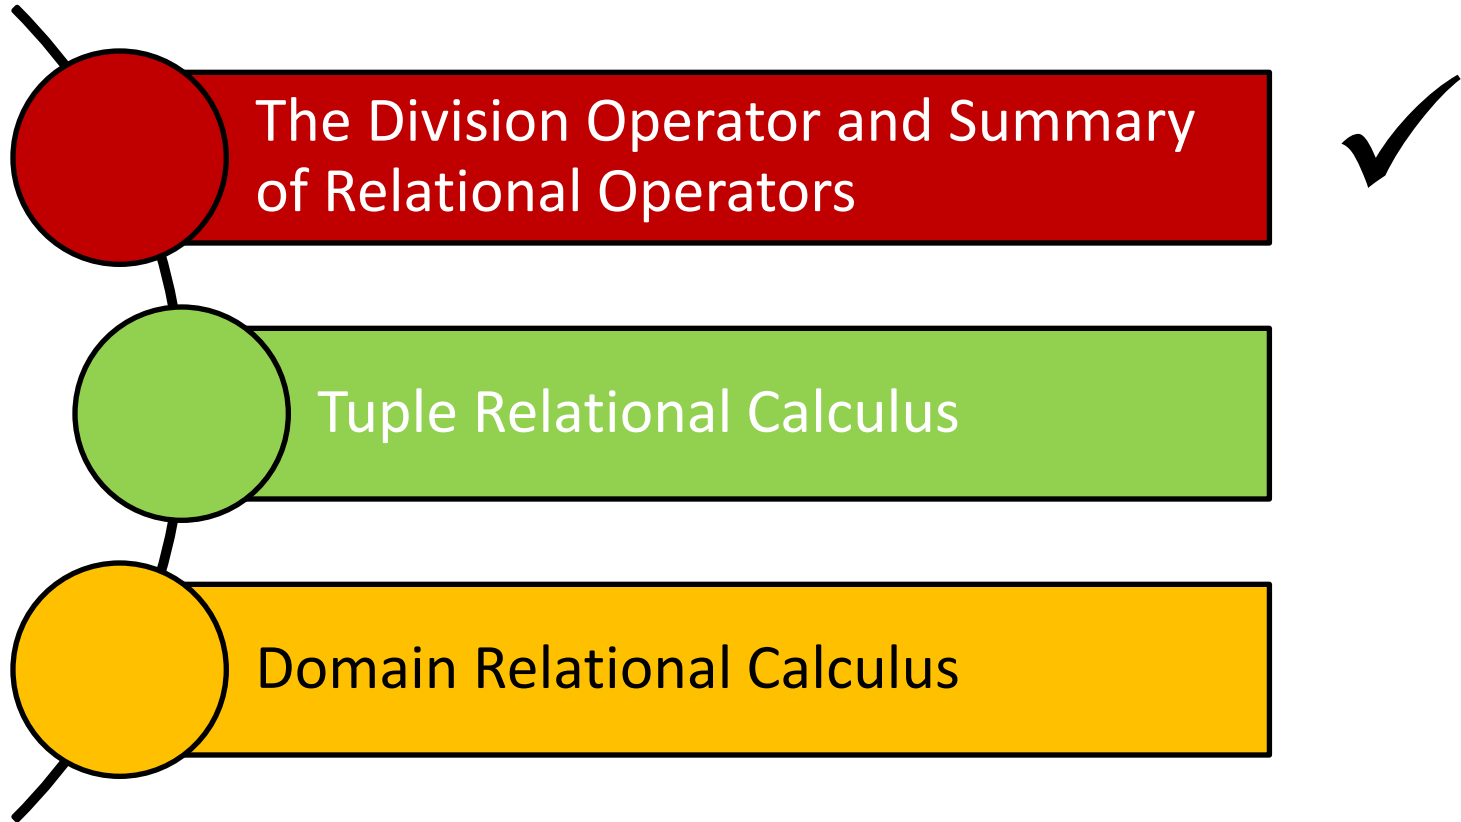 The Division Operator and Summary
of Relational Operators
Tuple Relational Calculus
Domain Relational Calculus